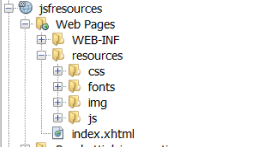 jsfresources
Web Pages
WEB-INF
resources
css
fonts
img
js
index.xhtml